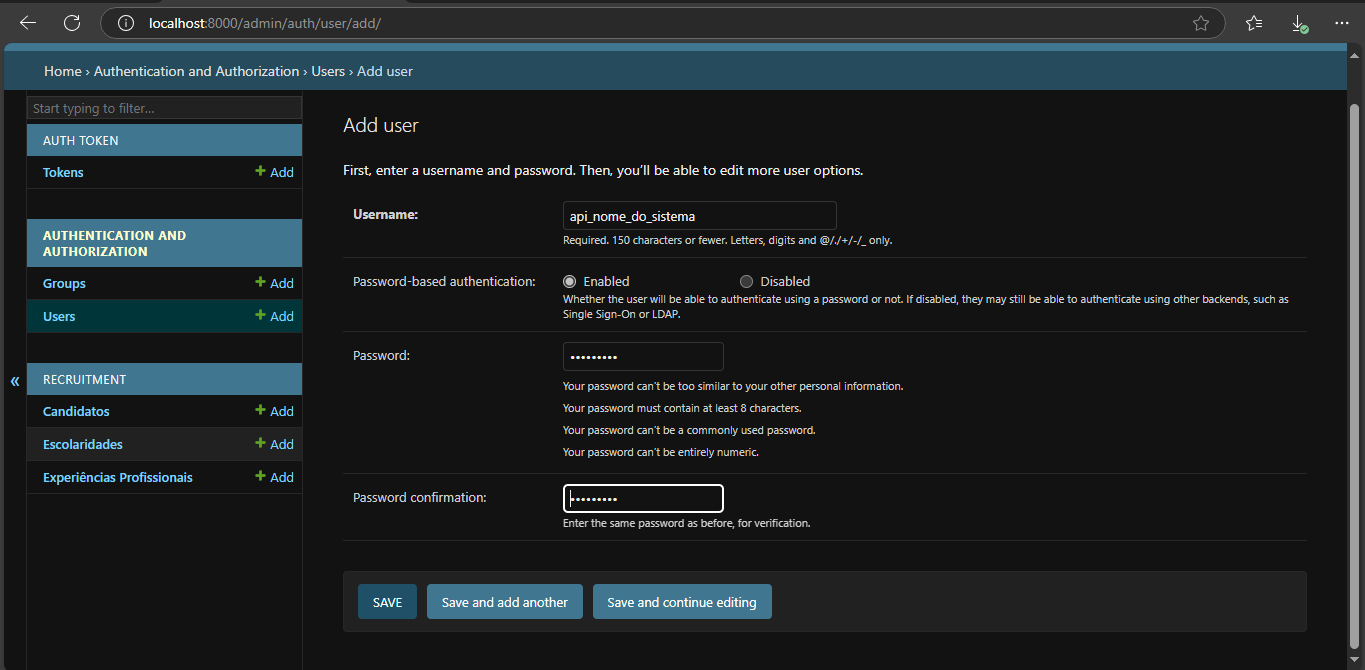 localhost:8000/admin/auth/user/add/
Home › Authentication and Authorization › Users › Add user
Start typing to filter...
AUTH TOKEN
Tokens + Add
AUTHENTICATION AND
AUTHORIZATION
Groups + Add
Users + Add
«
RECRUITMENT
Candidatos + Add
Escolaridades + Add
Experiências Profissionais + Add
Add user
First, enter a username and password. Then, you’ll be able to edit more user options.
Username: api_nome_do_sistema
Required. 150 characters or fewer. Letters, digits and @/./+/-/_ only.
Password-based authentication: Enabled Disabled
Whether the user will be able to authenticate using a password or not. If disabled, they may still be able to authenticate using other backends, such as
Single Sign-On or LDAP.
Password: •••••••••
Your password can’t be too similar to your other personal information.
Your password must contain at least 8 characters.
Your password can’t be a commonly used password.
Your password can’t be entirely numeric.
Password confirmation: •••••••••
Enter the same password as before, for verification.
SAVE Save and add another Save and continue editing